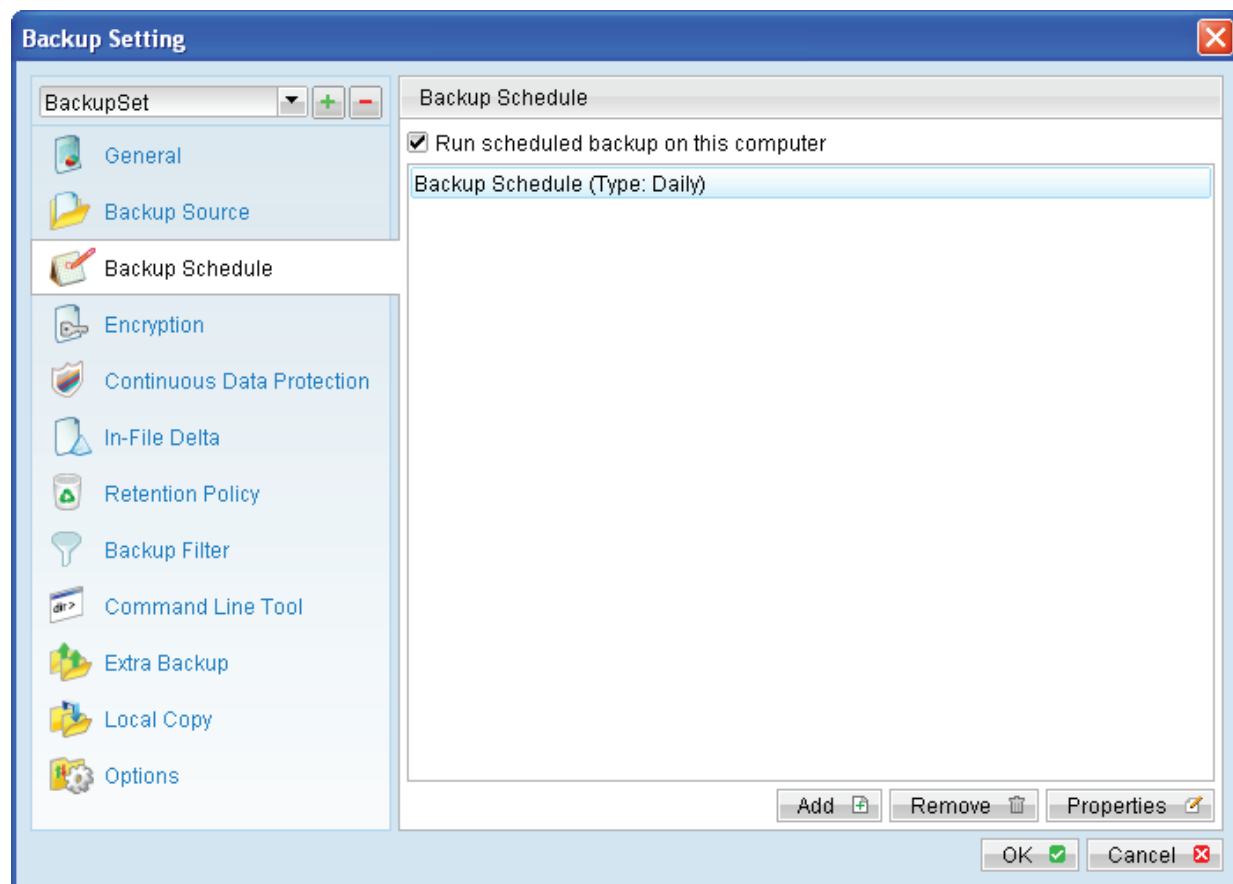 Backup Setting
BackupSet
General
Backup Source
Backup Schedule
Encryption
Continuous Data Protection
In-File Delta
Retention Policy
Backup Filter
dir>
Command Line Tool
Extra Backup
Local Copy
Options
Backup Schedule
Run scheduled backup on this computer
Backup Schedule (Type: Daily)
Add
Remove
Properties
OK
Cancel